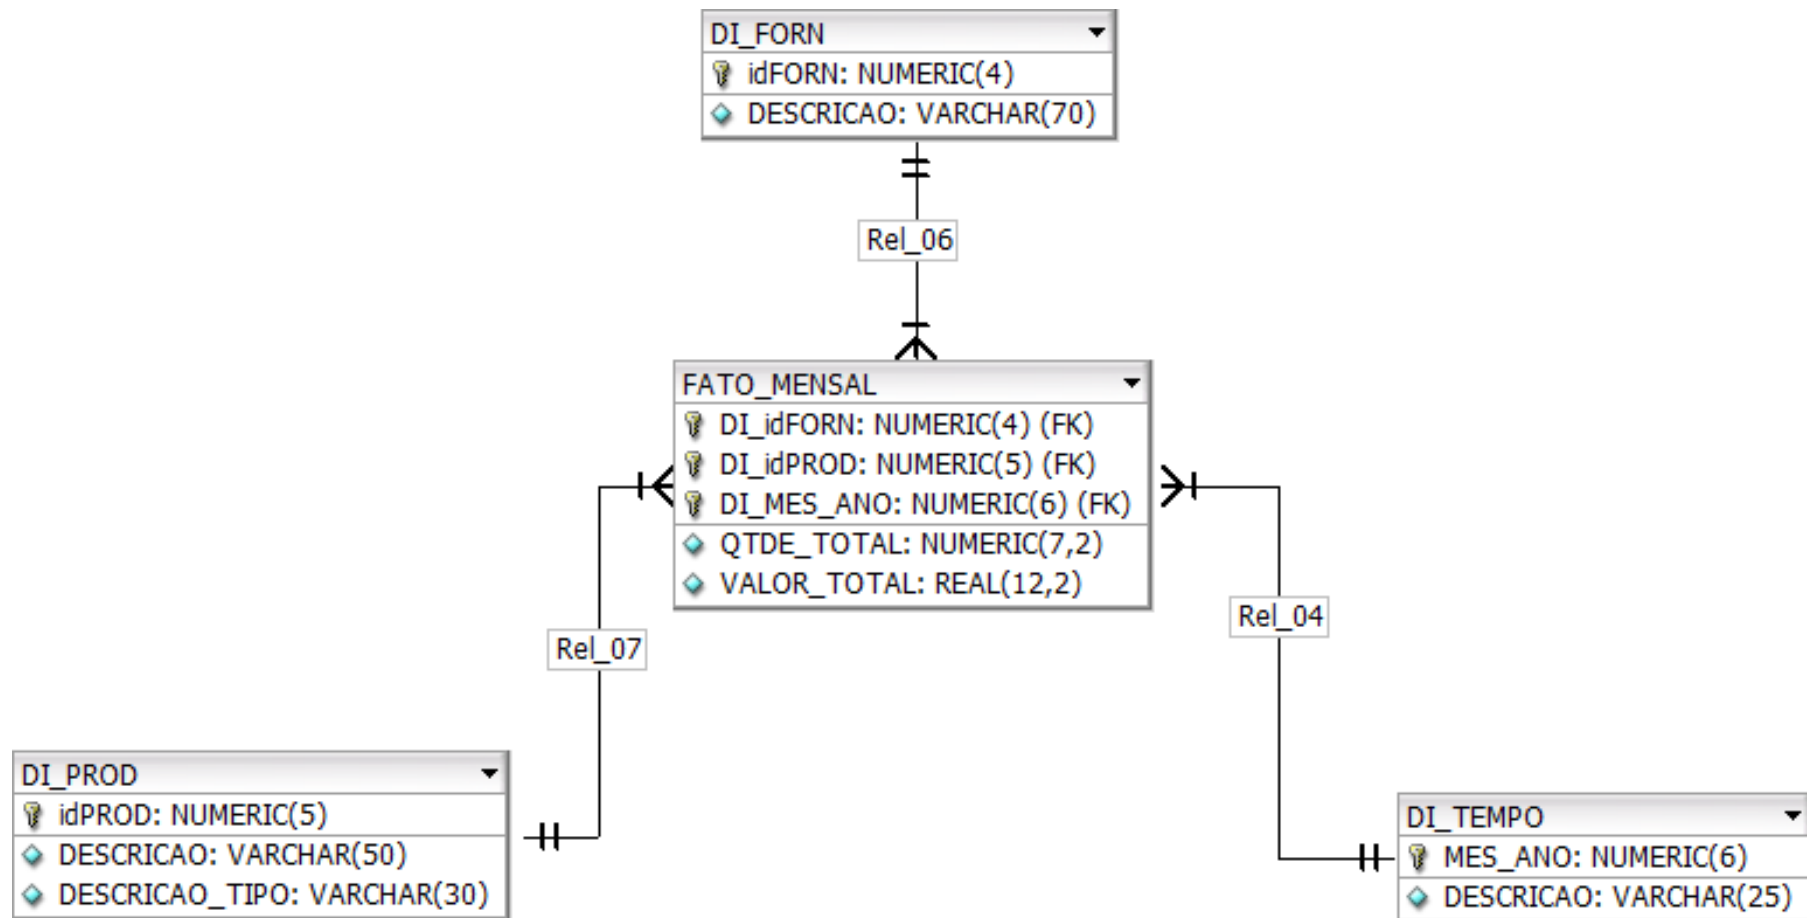 DI_FORN
idFORN: NUMERIC(4)
DESCRICAO: VARCHAR(70)
Rel_06
FATO_MENSAL
DI_idFORN: NUMERIC(4) (FK)
DI_idPROD: NUMERIC(5) (FK)
DI_MES_ANO: NUMERIC(6) (FK)
QTDE_TOTAL: NUMERIC(7,2)
VALOR_TOTAL: REAL(12,2)
Rel_07
Rel_04
DI_PROD
idPROD: NUMERIC(5)
DESCRICAO: VARCHAR(50)
DESCRICAO_TIPO: VARCHAR(30)
DI_TEMPO
MES_ANO: NUMERIC(6)
DESCRICAO: VARCHAR(25)